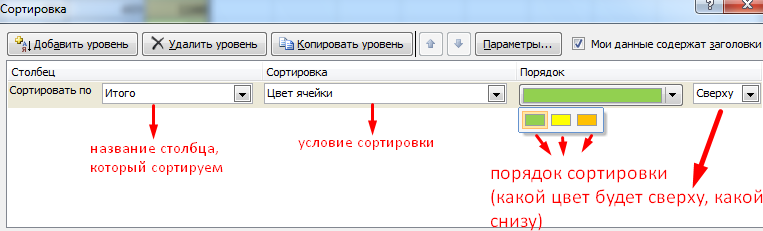 Сортировка
Добавить уровень Удалить уровень Копировать уровень Параметры... Мои данные содержат заголовки
Столбец Сортировка Порядок
Сортировать по Итого Цвет ячейки Сверху
название столбца,
который сортируем
условие сортировки
порядок сортировки
(какой цвет будет сверху, какой
снизу)